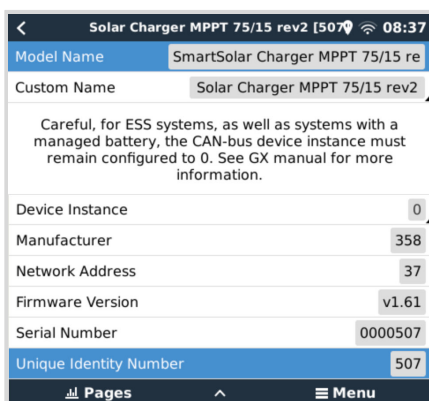 Solar Charger MPPT 75/15 rev2 [507 08:37
Model Name SmartSolar Charger MPPT 75/15 re
Custom Name Solar Charger MPPT 75/15 rev2
Careful, for ESS systems, as well as systems with a
managed battery, the CAN-bus device instance must
remain configured to 0. See GX manual for more
information.
Device Instance 0
Manufacturer 358
Network Address 37
Firmware Version v1.61
Serial Number 0000507
Unique Identity Number 507
Pages Menu